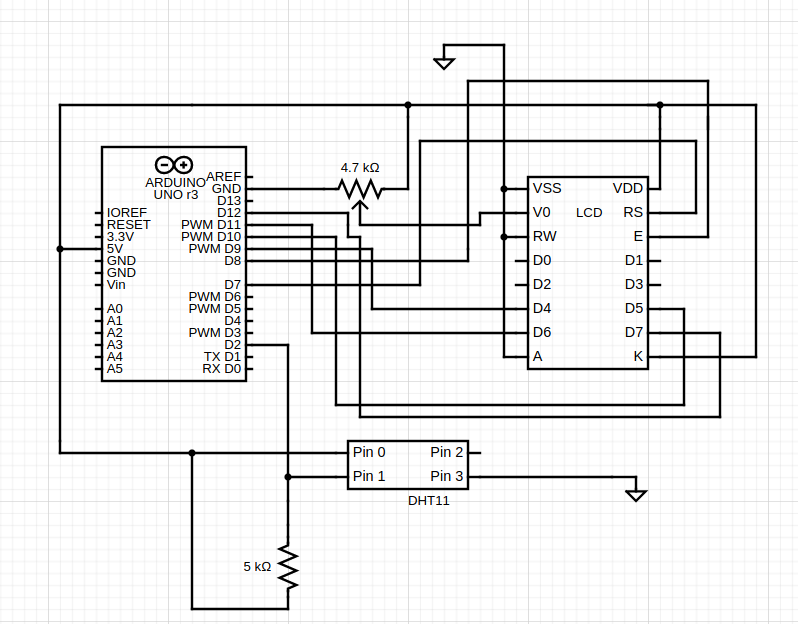 4.7 kΩ
ARDUINO
UNO r3
AREF
GND
D13
IOREF D12
RESET PWM D11
3.3V PWM D10
5V PWM D9
GND D8
GND
Vin D7
PWM D6
A0 PWM D5
A1 D4
A2 PWM D3
A3 D2
A4 TX D1
A5 RX D0
LCD
VSS VDD
V0 RS
RW E
D0 D1
D2 D3
D4 D5
D6 D7
A K
Pin 0 Pin 2
Pin 1 Pin 3
DHT11
5 kΩ